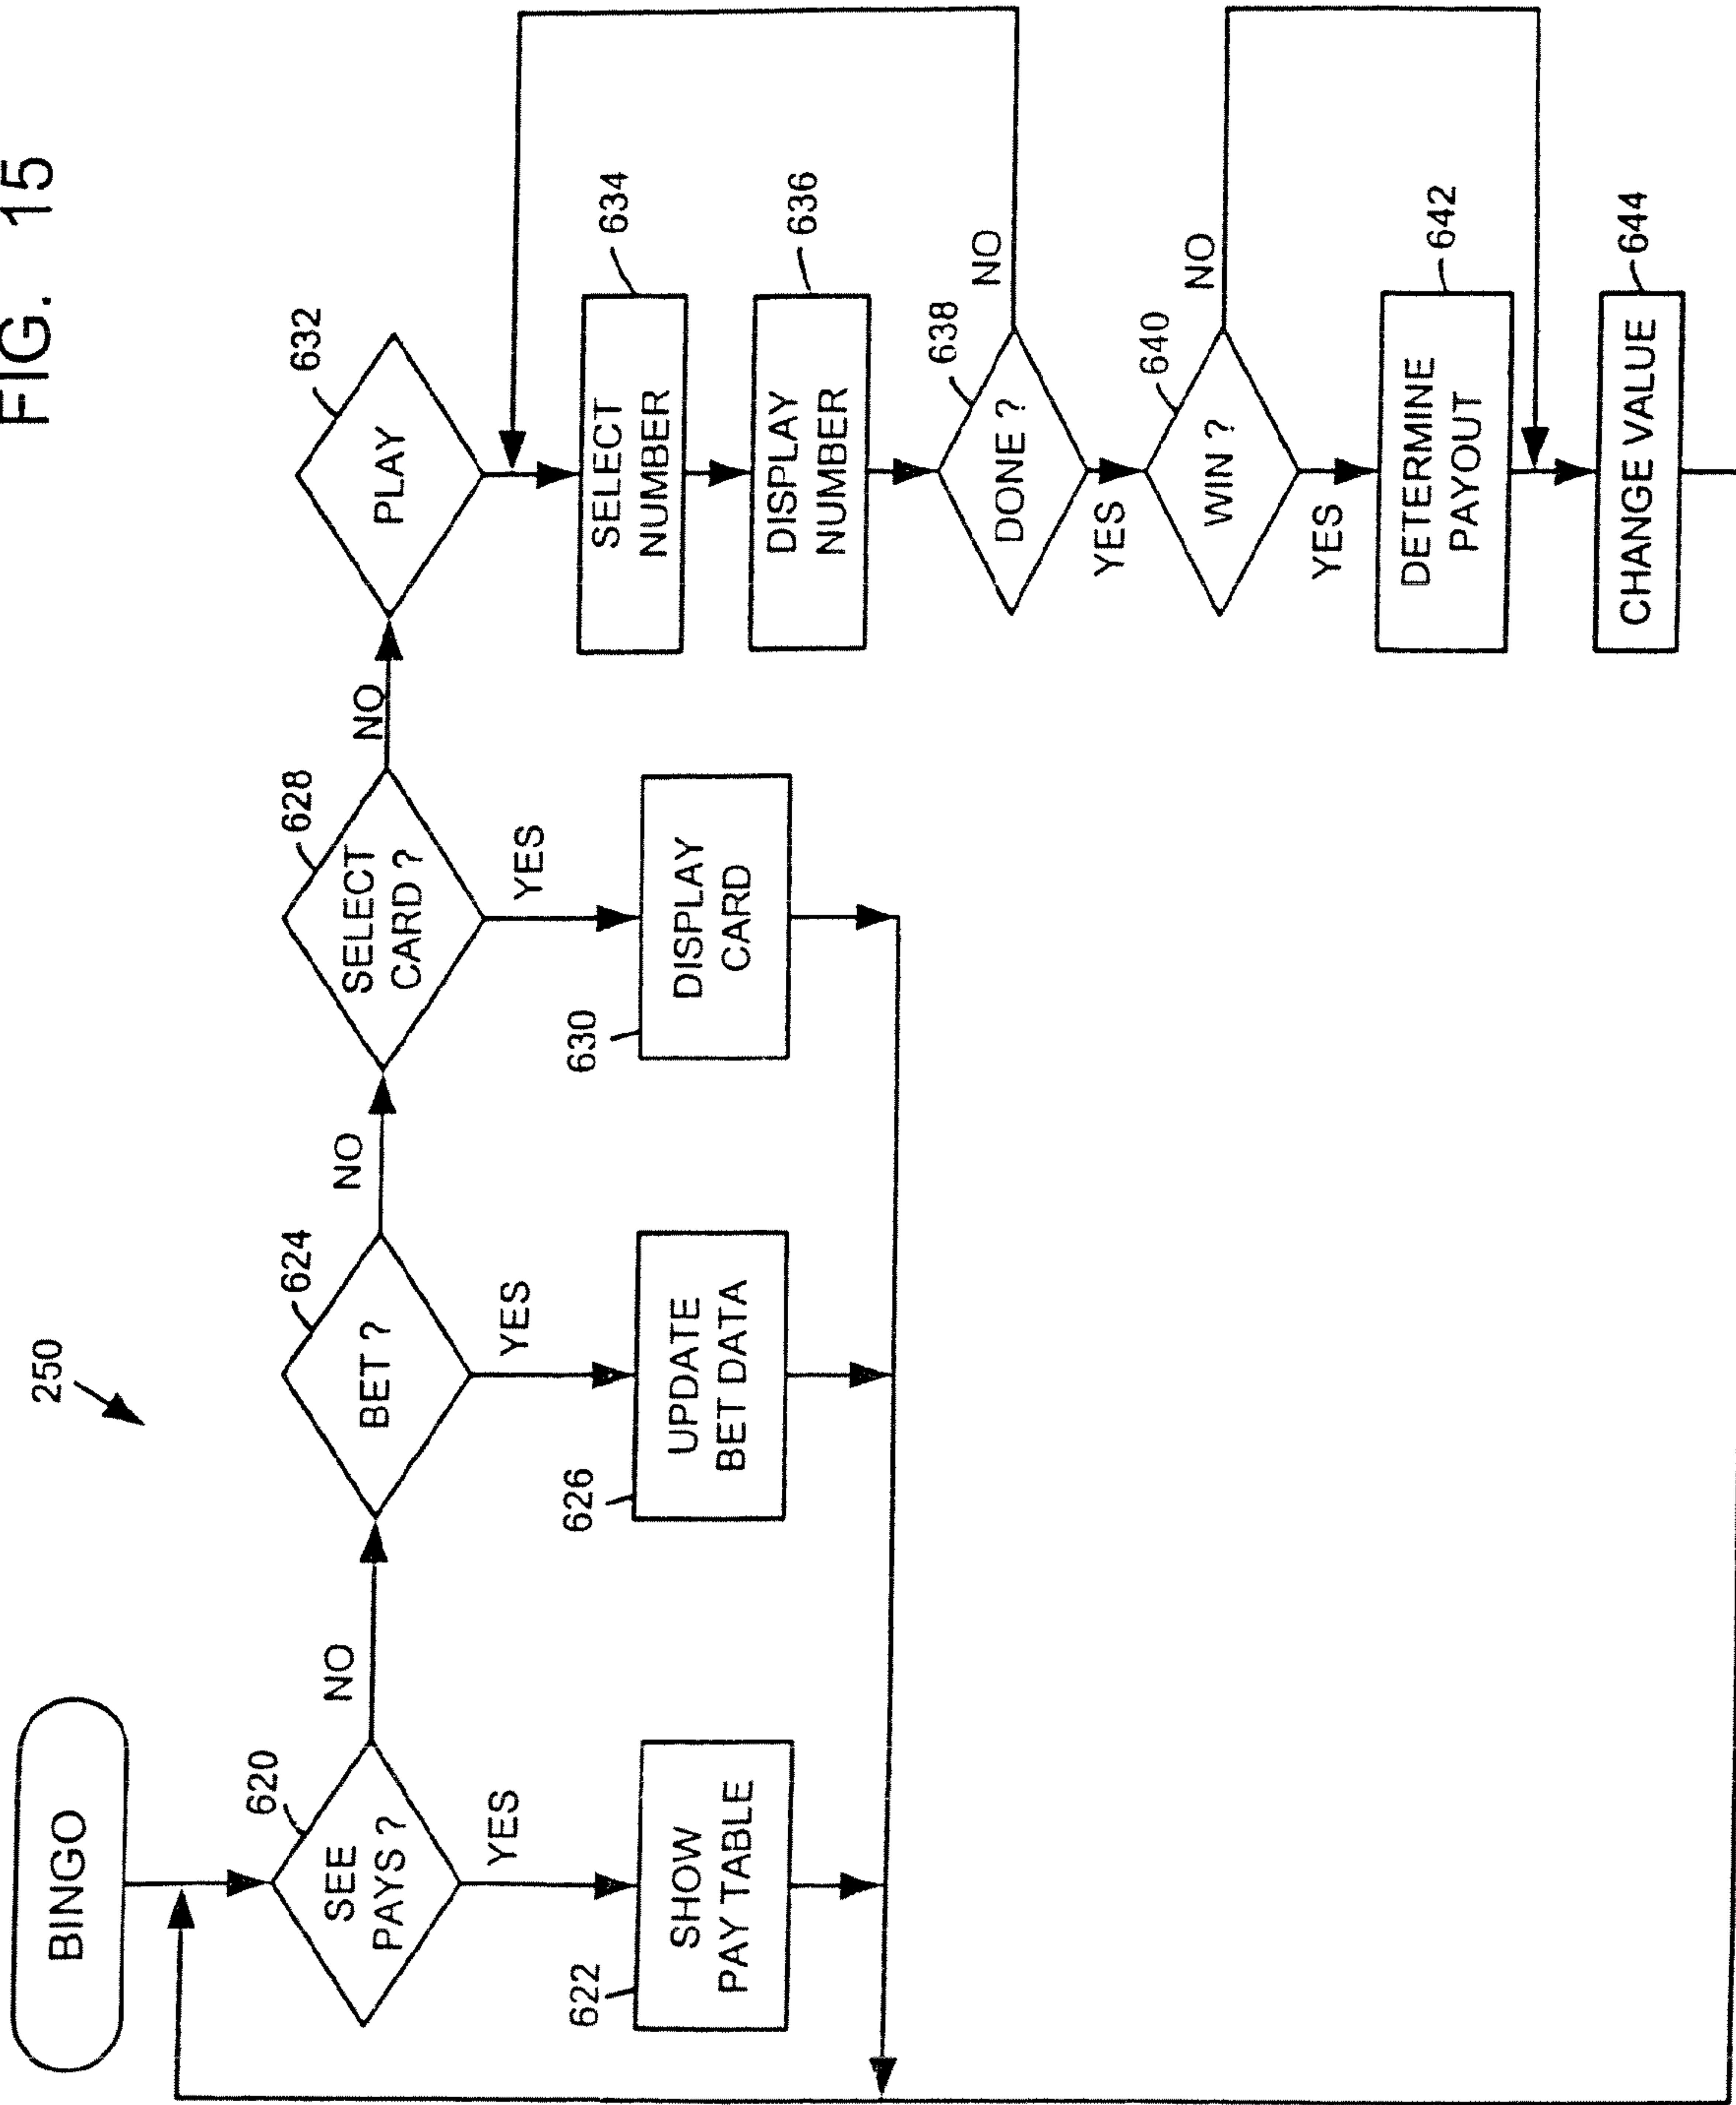 FIG. 15
250
BINGO
620
SEE
PAYS ?
NO
YES
622
SHOW
PAY TABLE
624
BET ?
NO
YES
626
UPDATE
BET DATA
628
SELECT
CARD ?
NO
YES
630
DISPLAY
CARD
632
PLAY
634
SELECT
NUMBER
636
DISPLAY
NUMBER
638
DONE ?
NO
YES
640
WIN ?
NO
YES
642
DETERMINE
PAYOUT
644
CHANGE VALUE